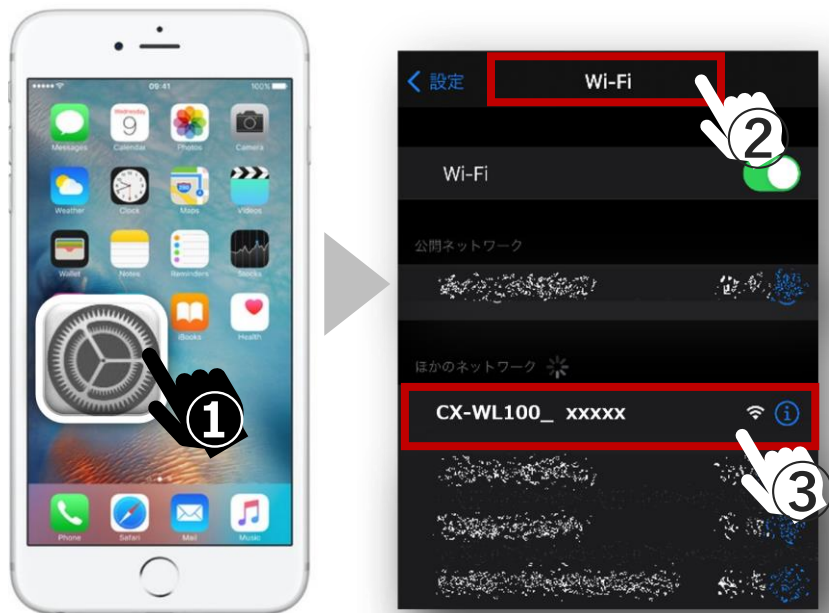 09:41
100%
Wednesday
9
Messages
Calendar
Photos
Camera
Weather
Clock
Maps
Videos
Wallet
Notes
Reminders
Stocks
iBooks
Health
①
Phone
Safari
Mail
Music
設定
Wi-Fi
②
Wi-Fi
公開ネットワーク
ほかのネットワーク
CX-WL100_ xxxxx
③